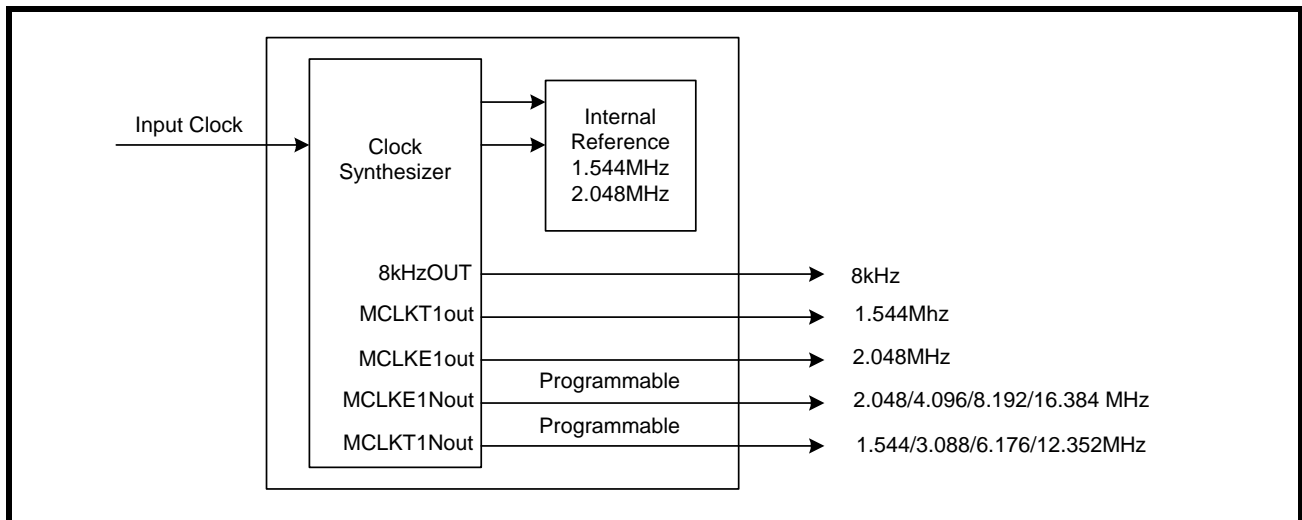 Input Clock
Clock
Synthesizer
Internal
Reference
1.544MHz
2.048MHz
8kHzOUT
8kHz
MCLKT1out
1.544Mhz
MCLKE1out
2.048MHz
Programmable
MCLKE1Nout
2.048/4.096/8.192/16.384 MHz
Programmable
MCLKT1Nout
1.544/3.088/6.176/12.352MHz